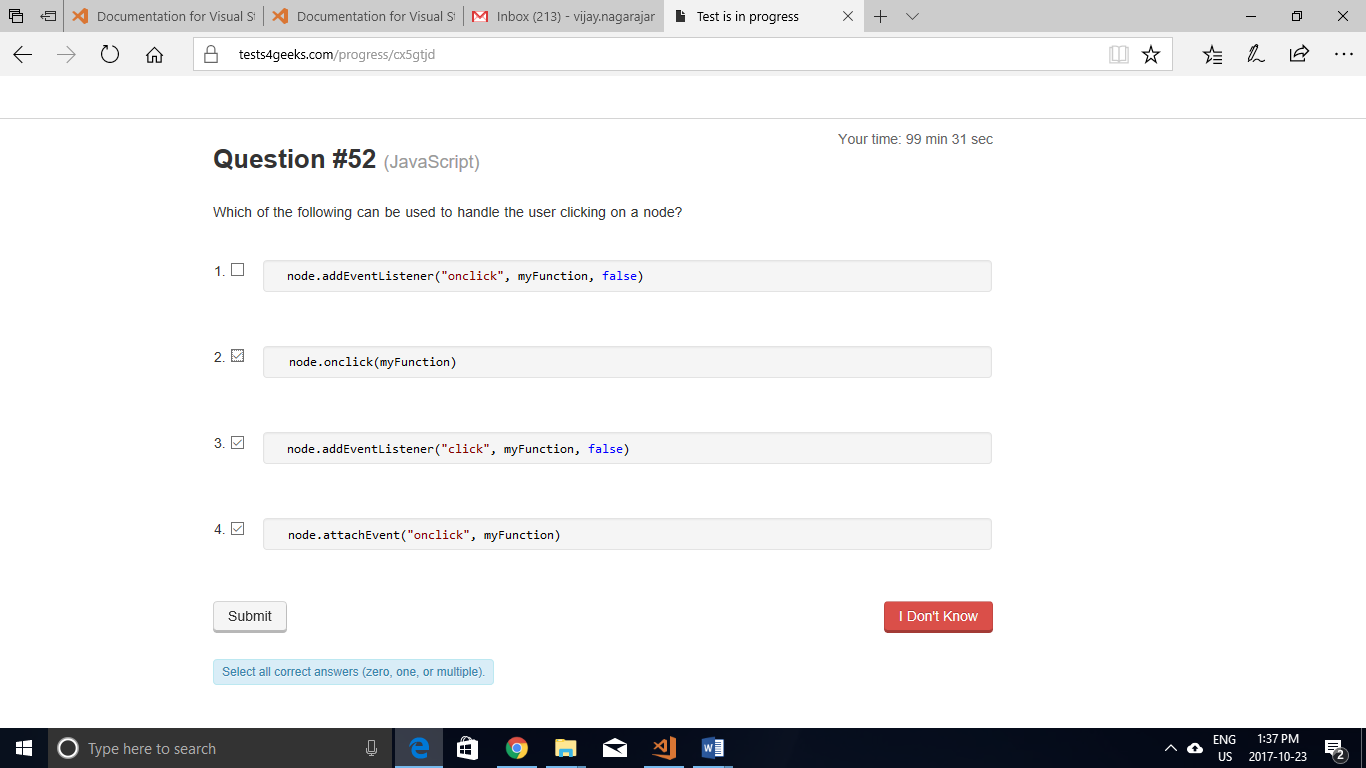 Documentation for Visual St
Documentation for Visual St
Inbox (213) - vijay.nagarajar
Test is in progress
tests4geeks.com/progress/cx5gtjd
Your time: 99 min 31 sec
Question #52 (JavaScript)
Which of the following can be used to handle the user clicking on a node?
1. node.addEventListener("onclick", myFunction, false)
2. node.onclick(myFunction)
3. node.addEventListener("click", myFunction, false)
4. node.attachEvent("onclick", myFunction)
Submit
I Don't Know
Select all correct answers (zero, one, or multiple).
Type here to search
ENG
US
1:37 PM
2017-10-23
2